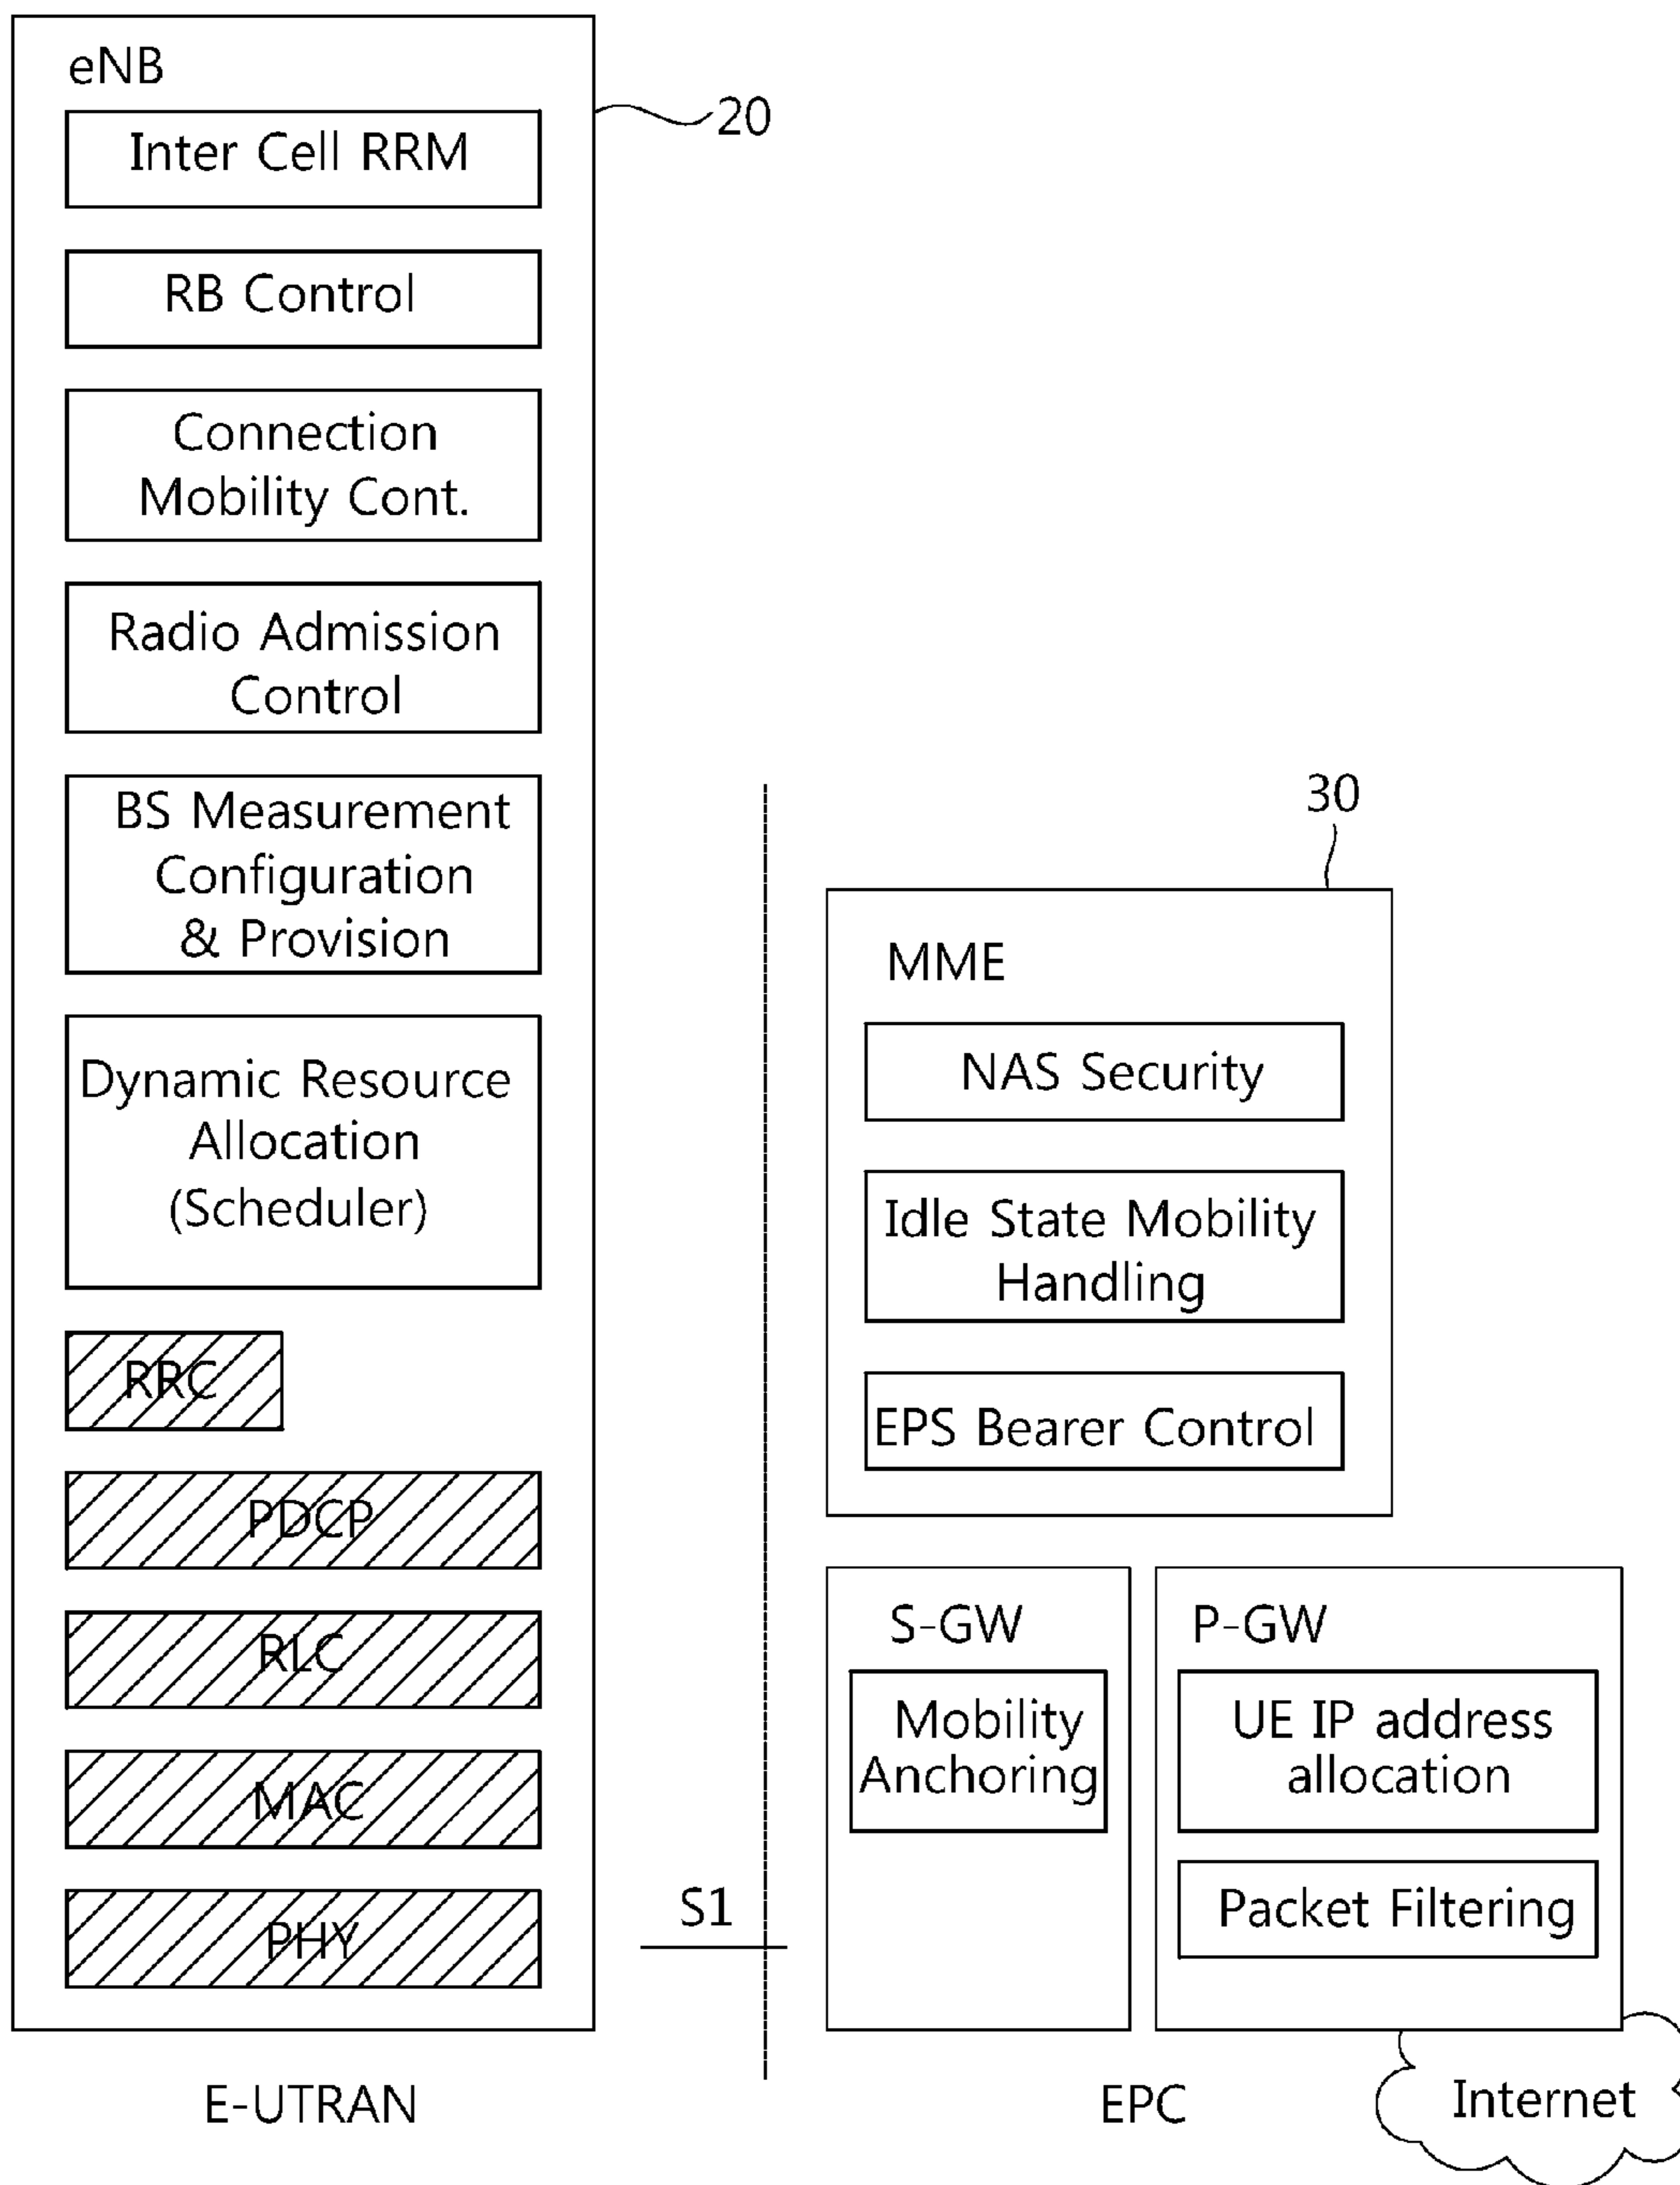 eNB
20
Inter Cell RRM
RB Control
Connection
Mobility Cont.
Radio Admission
Control
BS Measurement
Configuration
& Provision
Dynamic Resource
Allocation
(Scheduler)
RRC
PDCP
RLC
MAC
PHY
E-UTRAN
S1
30
MME
NAS Security
Idle State Mobility
Handling
EPS Bearer Control
S-GW
Mobility
Anchoring
P-GW
UE IP address
allocation
Packet Filtering
EPC
Internet